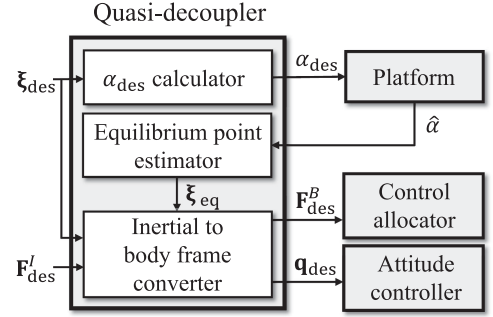 Quasi-decoupler
𝛏des
αdes calculator
αdes
Platform
α̂
Equilibrium point
estimator
𝛏 eq
Inertial to
body frame
converter
𝐅ᴵdes
𝐅ᴮdes
Control
allocator
𝐪des
Attitude
controller